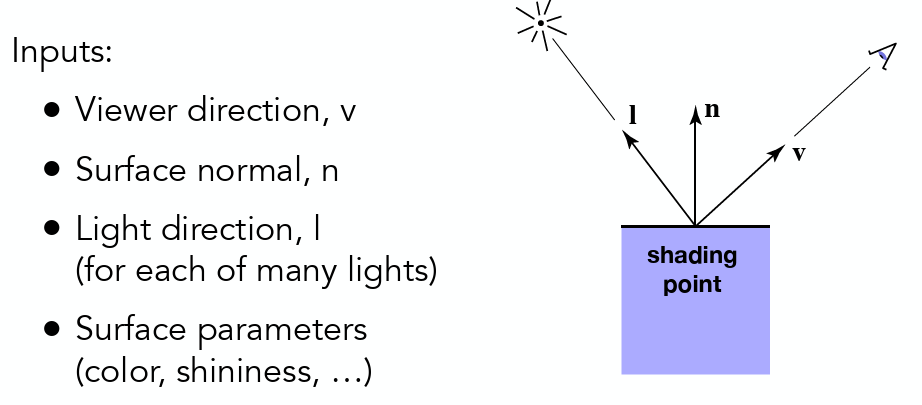 Inputs:
● Viewer direction, v
● Surface normal, n
● Light direction, l
(for each of many lights)
● Surface parameters
(color, shininess, …)
l
n
v
shading
point